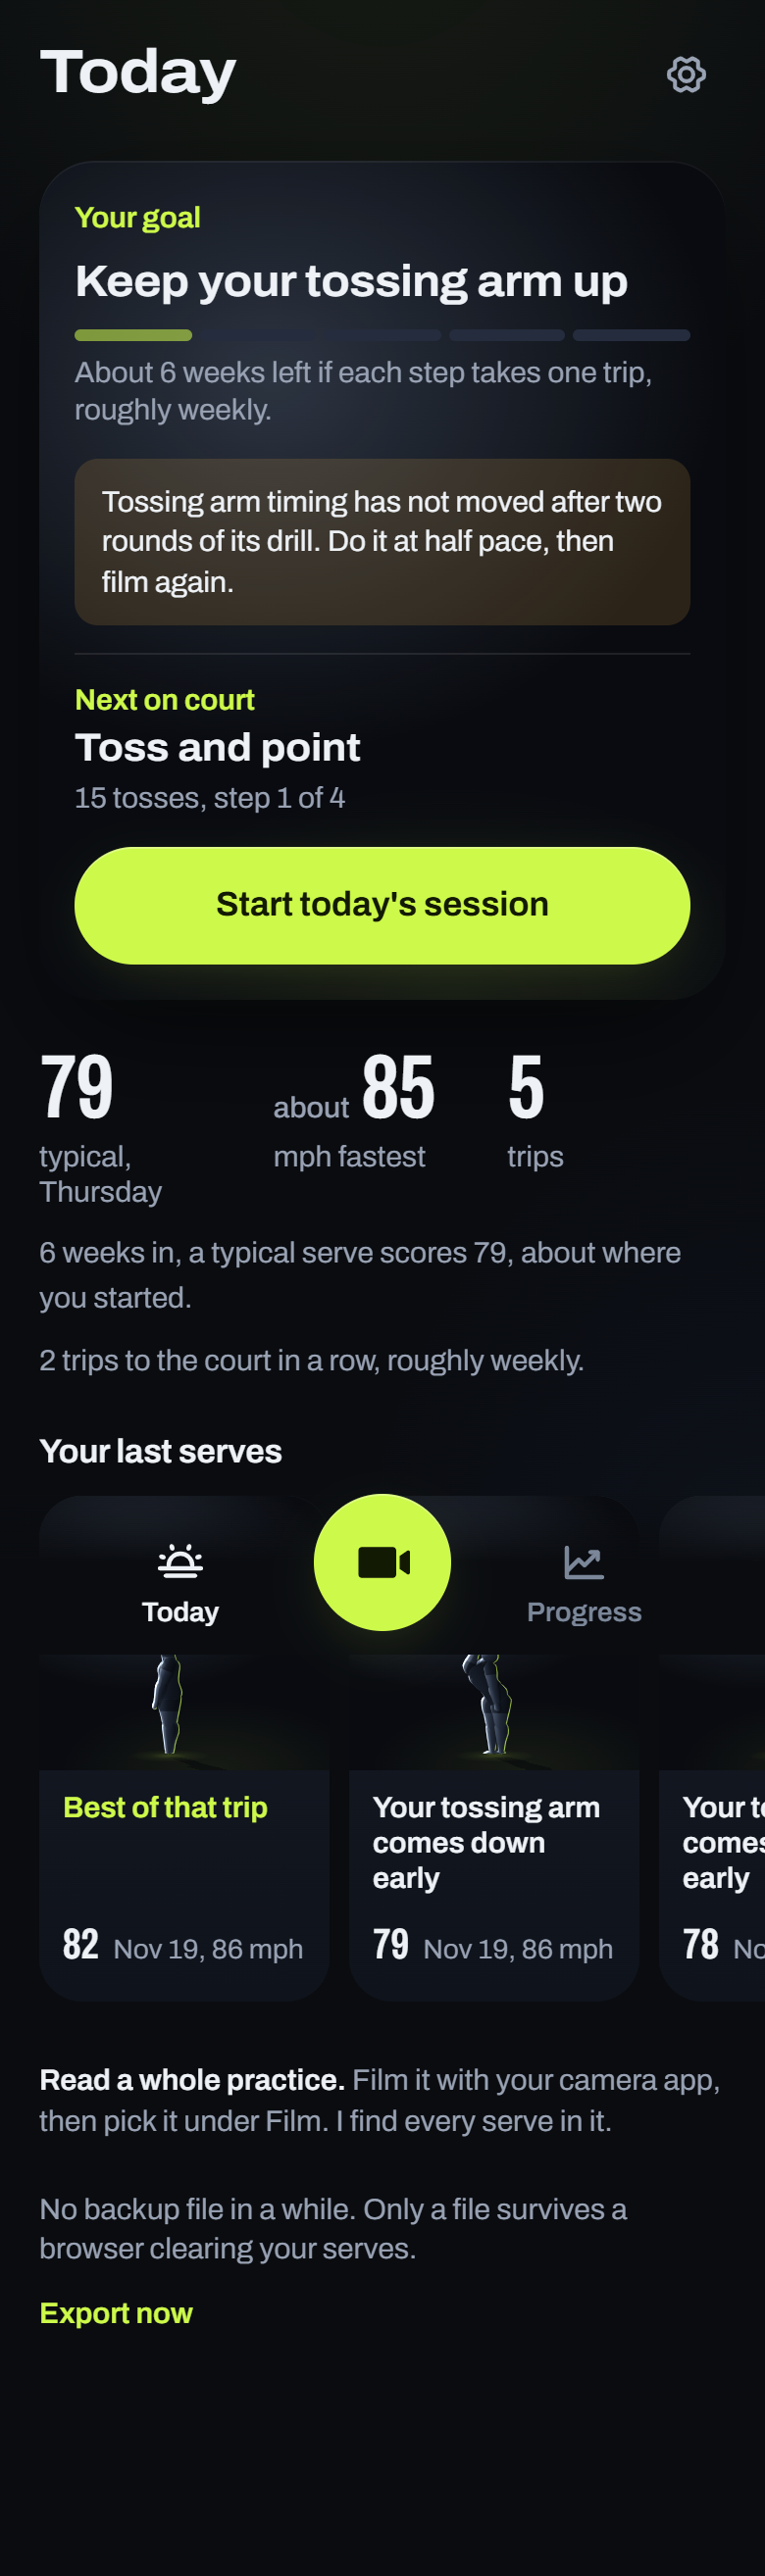 Today
Your goal
Keep your tossing arm up
About 6 weeks left if each step takes one trip,
roughly weekly.
Tossing arm timing has not moved after two
rounds of its drill. Do it at half pace, then
film again.
Next on court
Toss and point
15 tosses, step 1 of 4
Start today's session
79
typical,
Thursday
about 85
mph fastest
5
trips
6 weeks in, a typical serve scores 79, about where
you started.
2 trips to the court in a row, roughly weekly.
Your last serves
Today
Progress
Best of that trip
82 Nov 19, 86 mph
Your tossing arm
comes down
early
79 Nov 19, 86 mph
Your
comes
early
78
Read a whole practice. Film it with your camera app,
then pick it under Film. I find every serve in it.
No backup file in a while. Only a file survives a
browser clearing your serves.
Export now